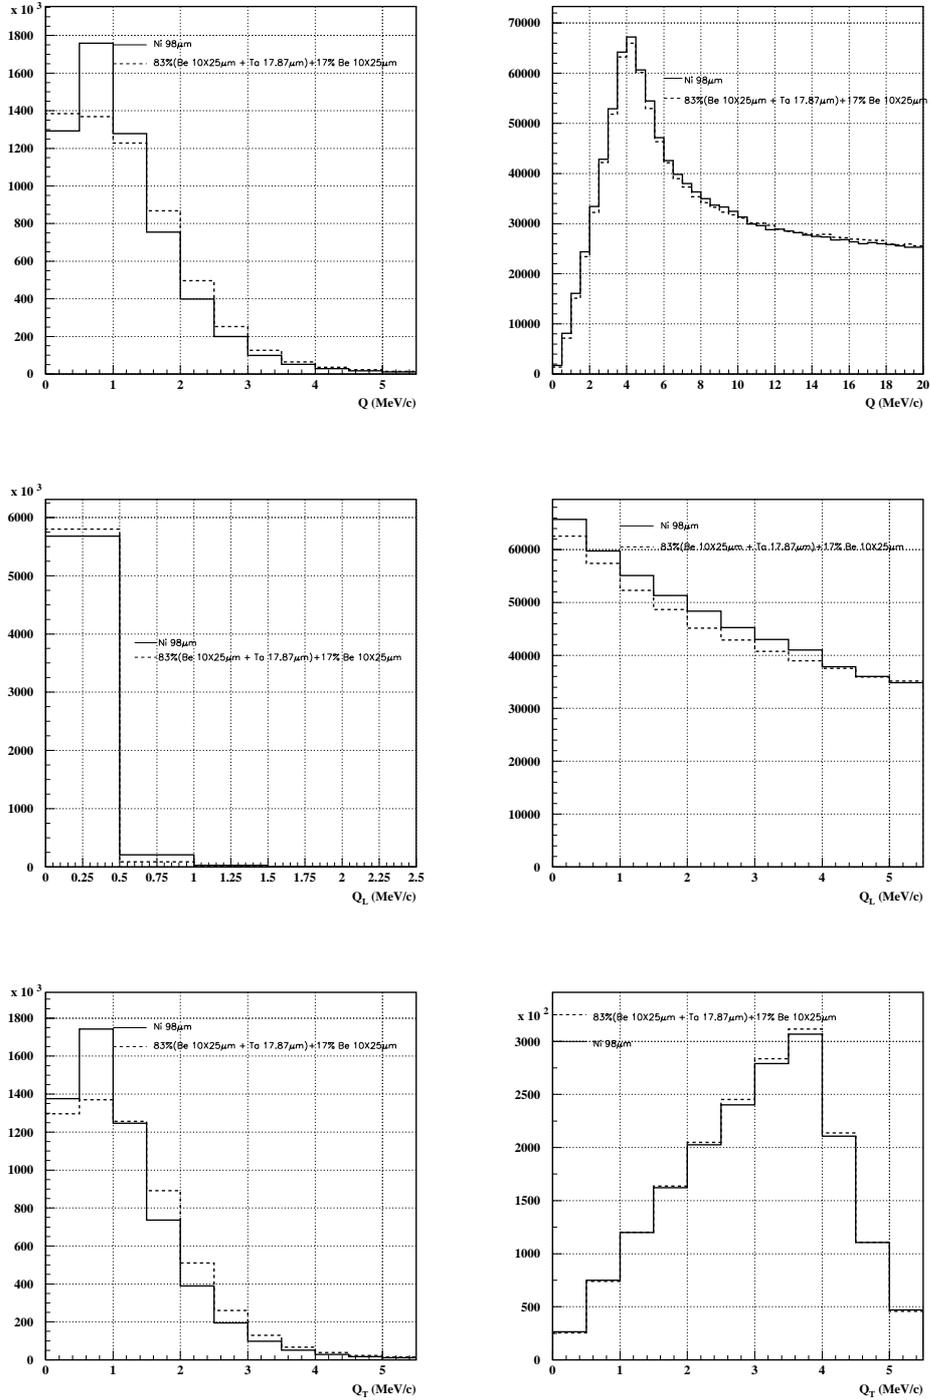 x 10 3
1800
1600
1400
1200
1000
800
600
400
200
0
Ni 98μm
83%(Be 10X25μm + Ta 17.87μm)+17% Be 10X25μm
0 1 2 3 4 5
Q (MeV/c)
70000
60000
50000
40000
30000
20000
10000
0
Ni 98μm
83%(Be 10X25μm + Ta 17.87μm)+17% Be 10X25μm
0 2 4 6 8 10 12 14 16 18 20
Q (MeV/c)
x 10 3
6000
5000
4000
3000
2000
1000
0
Ni 98μm
83%(Be 10X25μm + Ta 17.87μm)+17% Be 10X25μm
0 0.25 0.5 0.75 1 1.25 1.5 1.75 2 2.25 2.5
QL (MeV/c)
60000
50000
40000
30000
20000
10000
0
Ni 98μm
83%(Be 10X25μm + Ta 17.87μm)+17% Be 10X25μm
0 1 2 3 4 5
QL (MeV/c)
x 10 3
1800
1600
1400
1200
1000
800
600
400
200
0
Ni 98μm
83%(Be 10X25μm + Ta 17.87μm)+17% Be 10X25μm
0 1 2 3 4 5
QT (MeV/c)
x 10 2
3000
2500
2000
1500
1000
500
0
83%(Be 10X25μm + Ta 17.87μm)+17% Be 10X25μm
Ni 98μm
0 1 2 3 4 5
QT (MeV/c)